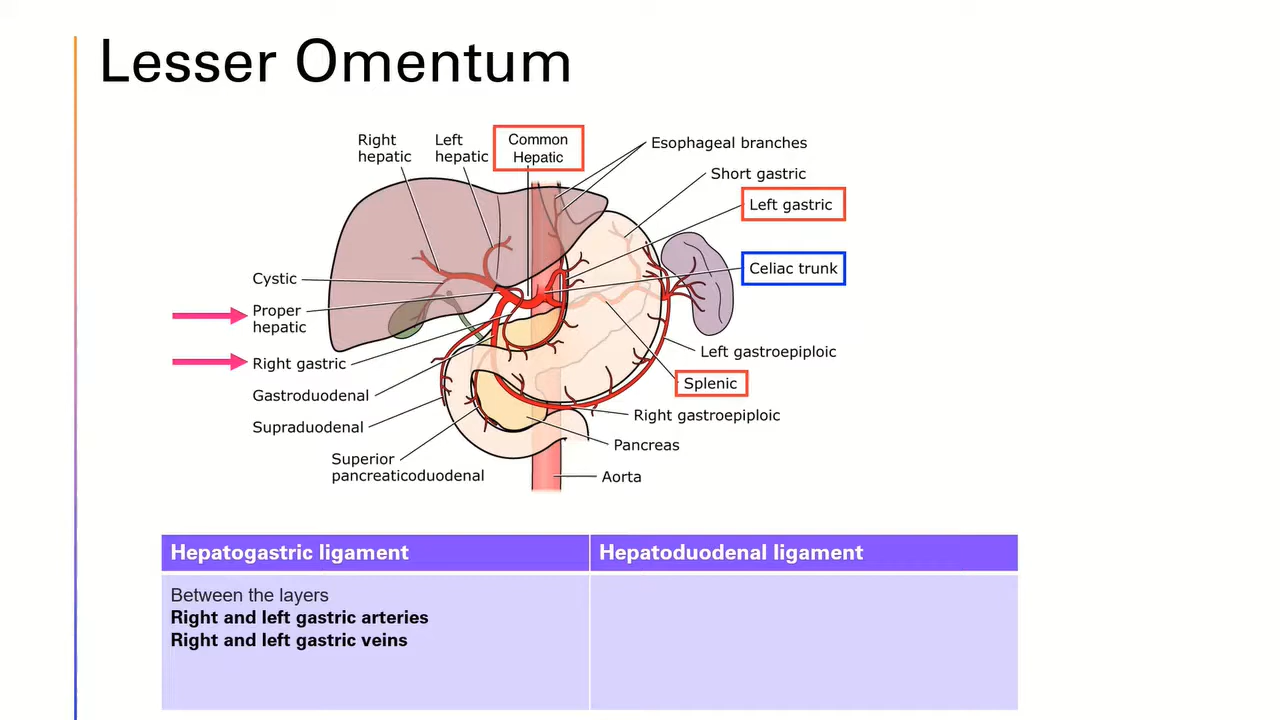 Lesser Omentum
Right
hepatic
Left
hepatic
Common
Hepatic
Esophageal branches
Short gastric
Left gastric
Celiac trunk
Cystic
Proper
hepatic
Right gastric
Gastroduodenal
Supraduodenal
Superior
pancreaticoduodenal
Left gastroepiploic
Splenic
Right gastroepiploic
Pancreas
Aorta
Hepatogastric ligament
Hepatoduodenal ligament
Between the layers
Right and left gastric arteries
Right and left gastric veins